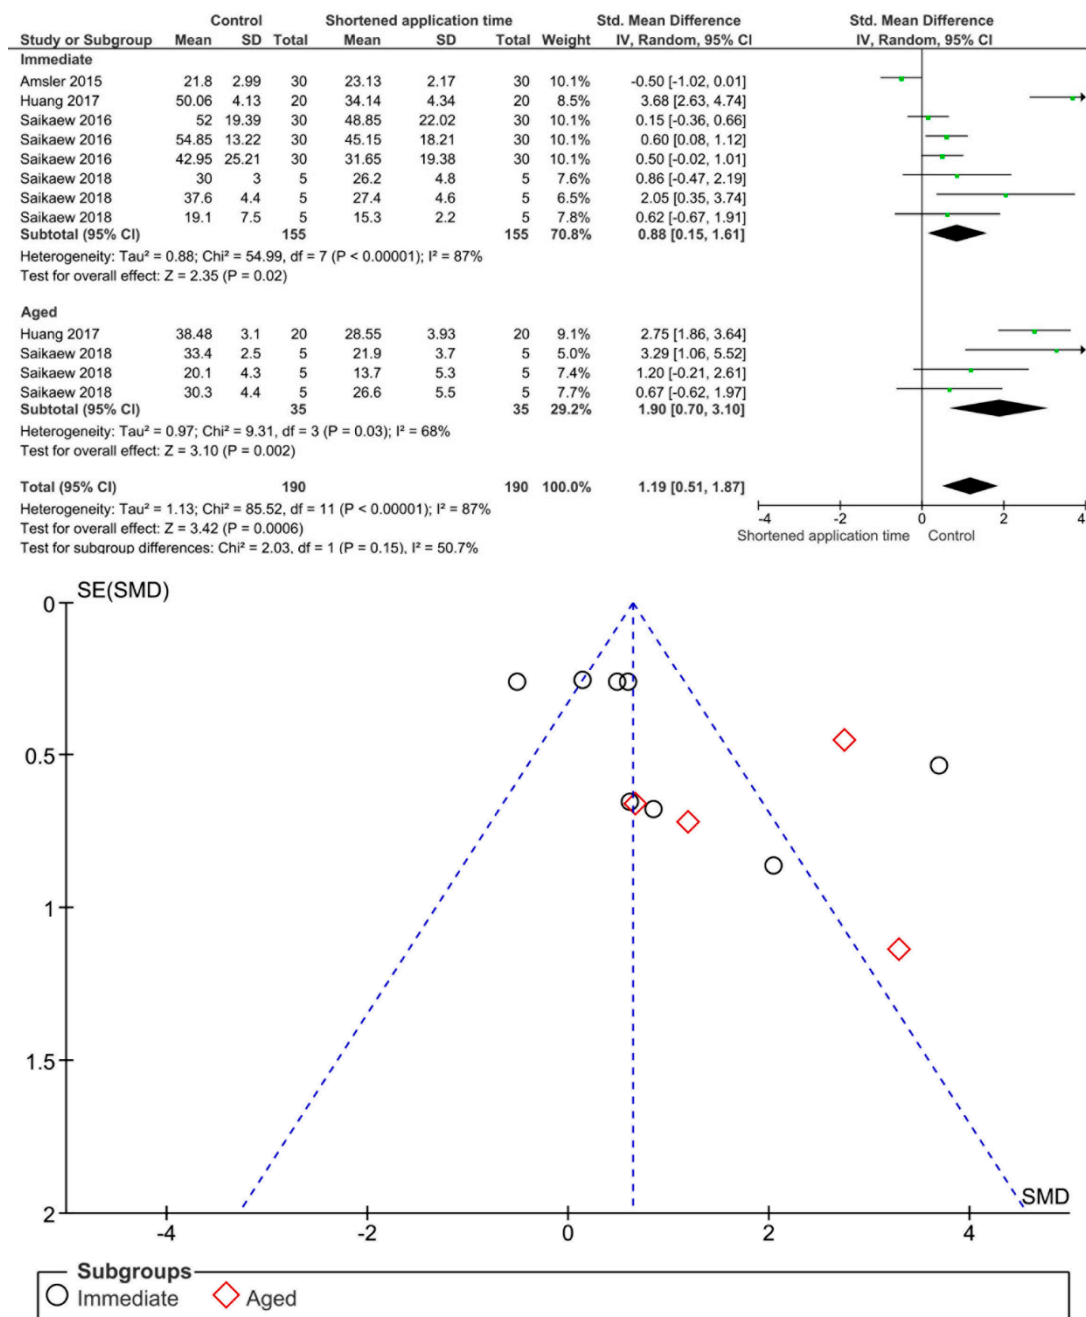 Control Shortened application time Std. Mean Difference Std. Mean Difference
Study or Subgroup Mean SD Total Mean SD Total Weight IV, Random, 95% CI IV, Random, 95% CI
Immediate
Amsler 2015 21.8 2.99 30 23.13 2.17 30 10.1% -0.50 [-1.02, 0.01]
Huang 2017 50.06 4.13 20 34.14 4.34 20 8.5% 3.68 [2.63, 4.74]
Saikaew 2016 52 19.39 30 48.85 22.02 30 10.1% 0.15 [-0.36, 0.66]
Saikaew 2016 54.85 13.22 30 45.15 18.21 30 10.1% 0.60 [0.08, 1.12]
Saikaew 2016 42.95 25.21 30 31.65 19.38 30 10.1% 0.50 [-0.02, 1.01]
Saikaew 2018 30 3 5 26.2 4.8 5 7.6% 0.86 [-0.47, 2.19]
Saikaew 2018 37.6 4.4 5 27.4 4.6 5 6.5% 2.05 [0.35, 3.74]
Saikaew 2018 19.1 7.5 5 15.3 2.2 5 7.8% 0.62 [-0.67, 1.91]
Subtotal (95% CI) 155 155 70.8% 0.88 [0.15, 1.61]
Heterogeneity: Tau² = 0.88; Chi² = 54.99, df = 7 (P < 0.00001); I² = 87%
Test for overall effect: Z = 2.35 (P = 0.02)
Aged
Huang 2017 38.48 3.1 20 28.55 3.93 20 9.1% 2.75 [1.86, 3.64]
Saikaew 2018 33.4 2.5 5 21.9 3.7 5 5.0% 3.29 [1.06, 5.52]
Saikaew 2018 20.1 4.3 5 13.7 5.3 5 7.4% 1.20 [-0.21, 2.61]
Saikaew 2018 30.3 4.4 5 26.6 5.5 5 7.7% 0.67 [-0.62, 1.97]
Subtotal (95% CI) 35 35 29.2% 1.90 [0.70, 3.10]
Heterogeneity: Tau² = 0.97; Chi² = 9.31, df = 3 (P = 0.03); I² = 68%
Test for overall effect: Z = 3.10 (P = 0.002)
Total (95% CI) 190 190 100.0% 1.19 [0.51, 1.87]
Heterogeneity: Tau² = 1.13; Chi² = 85.52, df = 11 (P < 0.00001); I² = 87%
Test for overall effect: Z = 3.42 (P = 0.0006)
Test for subgroup differences: Chi² = 2.03, df = 1 (P = 0.15), I² = 50.7%
-4 -2 0 2 4
Shortened application time Control
SE(SMD)
0
0.5
1
1.5
2
SMD
-4 -2 0 2 4
Subgroups
Immediate Aged